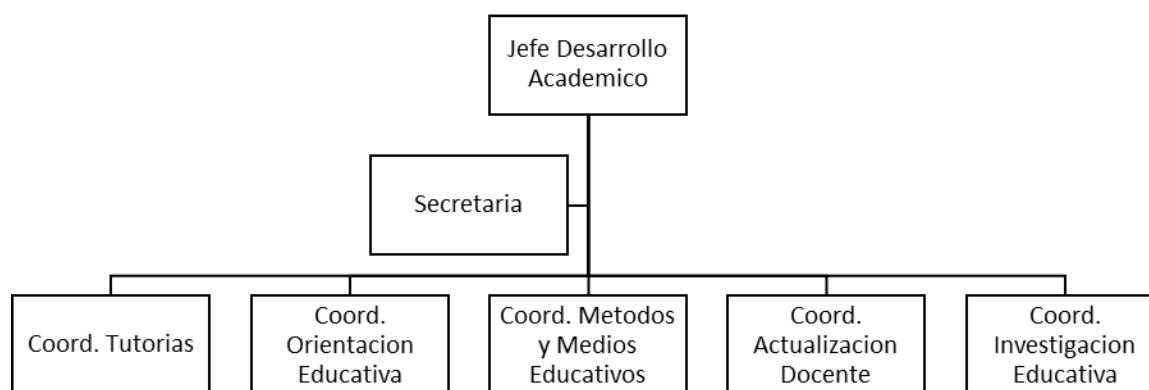 Jefe Desarrollo
Academico
Secretaria
Coord. Tutorias
Coord.
Orientacion
Educativa
Coord. Metodos
y Medios
Educativos
Coord.
Actualizacion
Docente
Coord.
Investigacion
Educativa